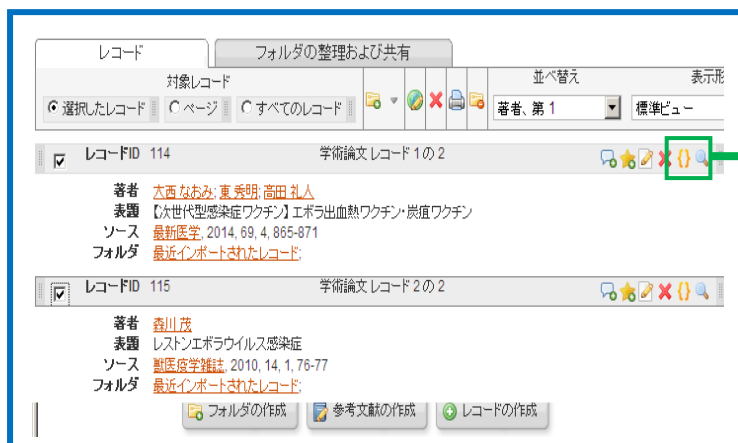 レコード フォルダの整理および共有
対象レコード 並べ替え 表示形
選択したレコード ページ すべてのレコード 著者、第 1 標準ビュー
レコードID 114 学術論文 レコード 1 の 2
著者 大西 なおみ; 東 秀明; 高田 礼人
表題 【次世代型感染症ワクチン】 エボラ出血熱ワクチン・炭疽ワクチン
ソース 最新医学, 2014, 69, 4, 865-871
フォルダ 最近インポートされたレコード;
レコードID 115 学術論文 レコード 2 の 2
著者 森川 茂
表題 レストンエボラウイルス感染症
ソース 獣医疫学雑誌, 2010, 14, 1, 76-77
フォルダ 最近インポートされたレコード;
フォルダの作成 参考文献の作成 レコードの作成